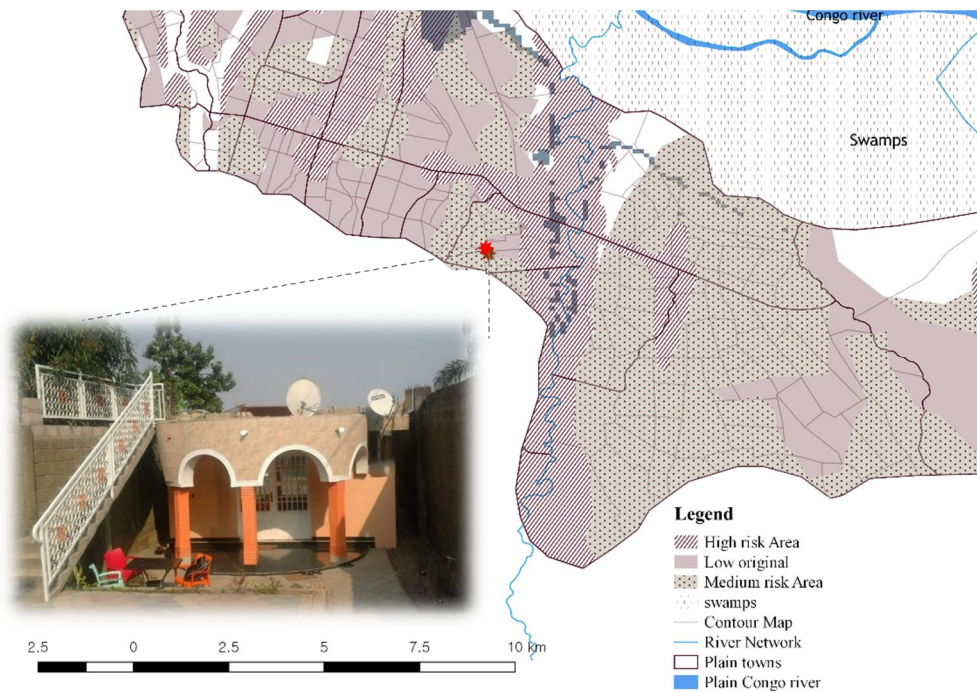 Congo river
Swamps
Legend
High risk Area
Low original
Medium risk Area
swamps
Contour Map
River Network
Plain towns
Plain Congo river
2.5 0 2.5 5 7.5 10 km